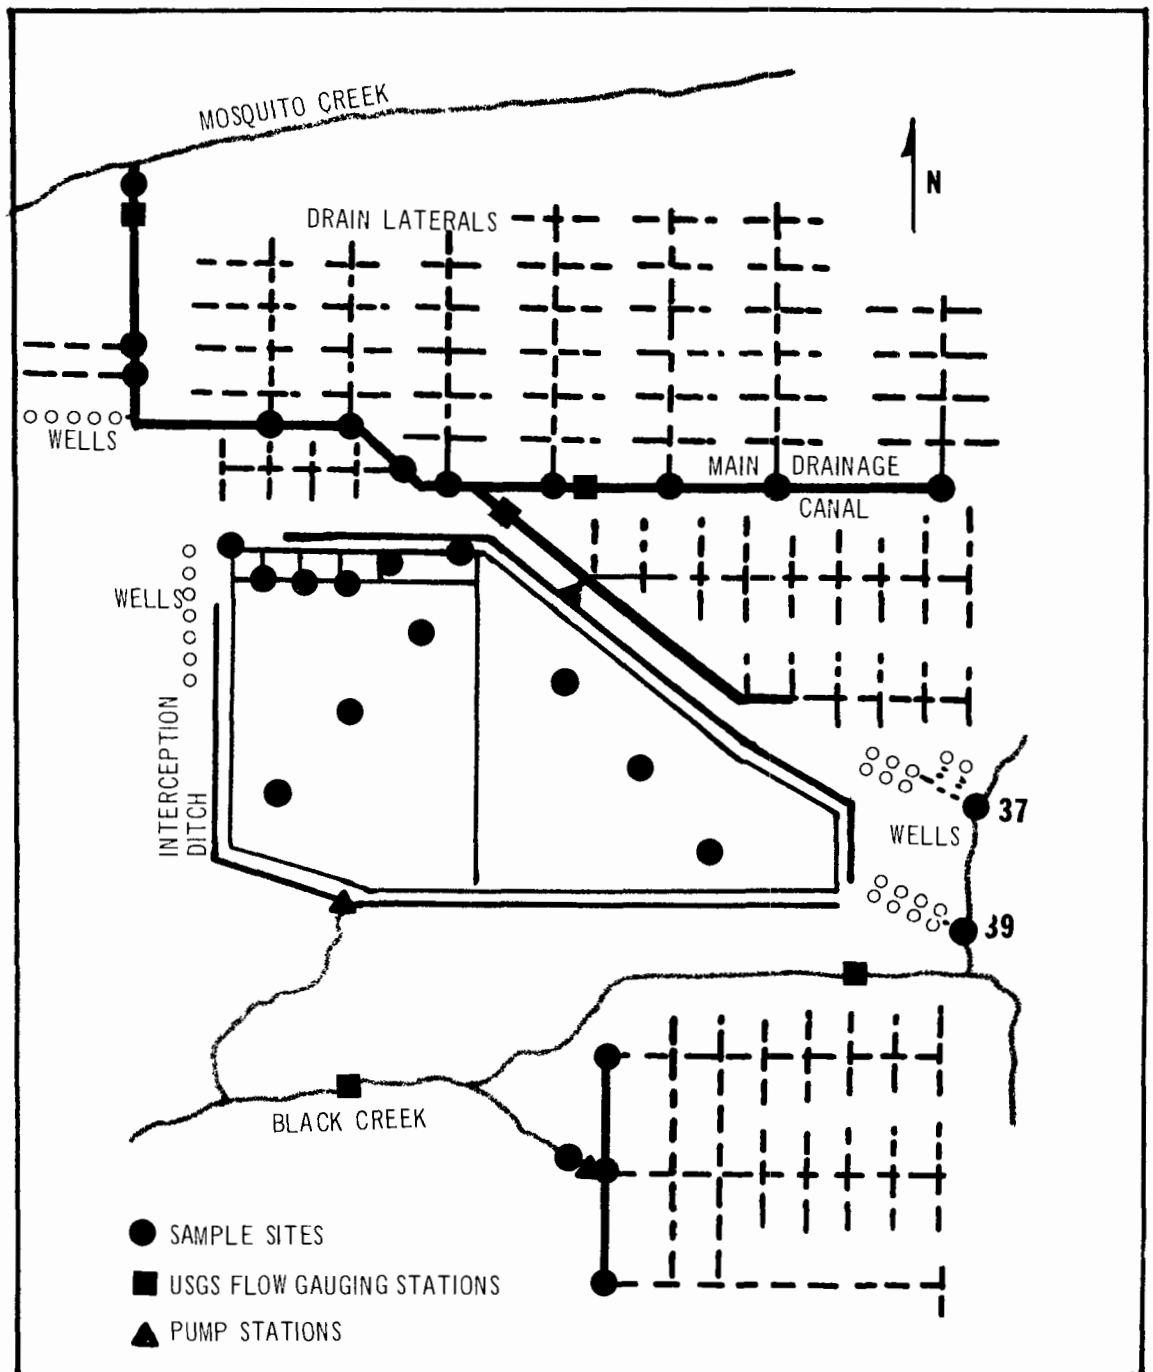 MOSQUITO CREEK
N
DRAIN LATERALS
WELLS
MAIN DRAINAGE
CANAL
WELLS
INTERCEPTION
DITCH
37
WELLS
39
BLACK CREEK
SAMPLE SITES
USGS FLOW GAUGING STATIONS
PUMP STATIONS